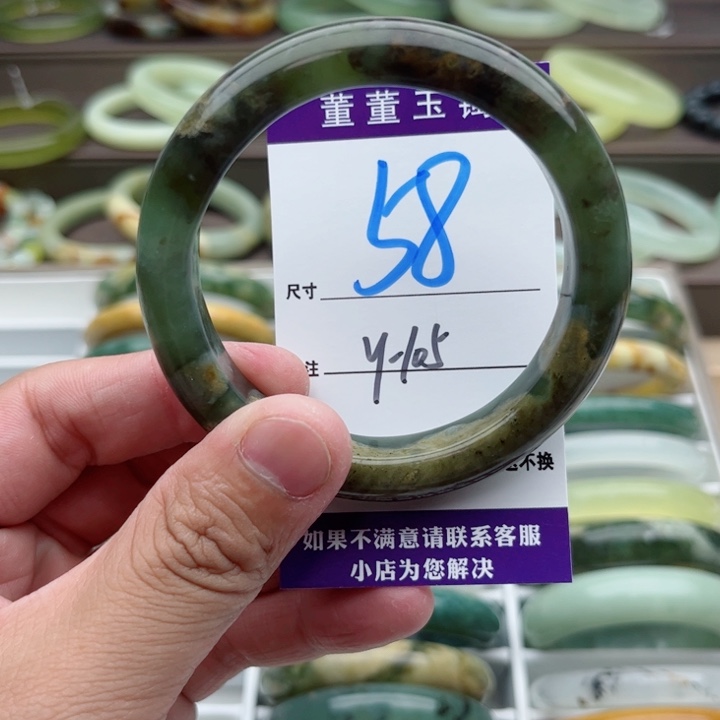 董董玉
58
尺寸
注 y-105
不换
如果不满意请联系客服
小店为您解决